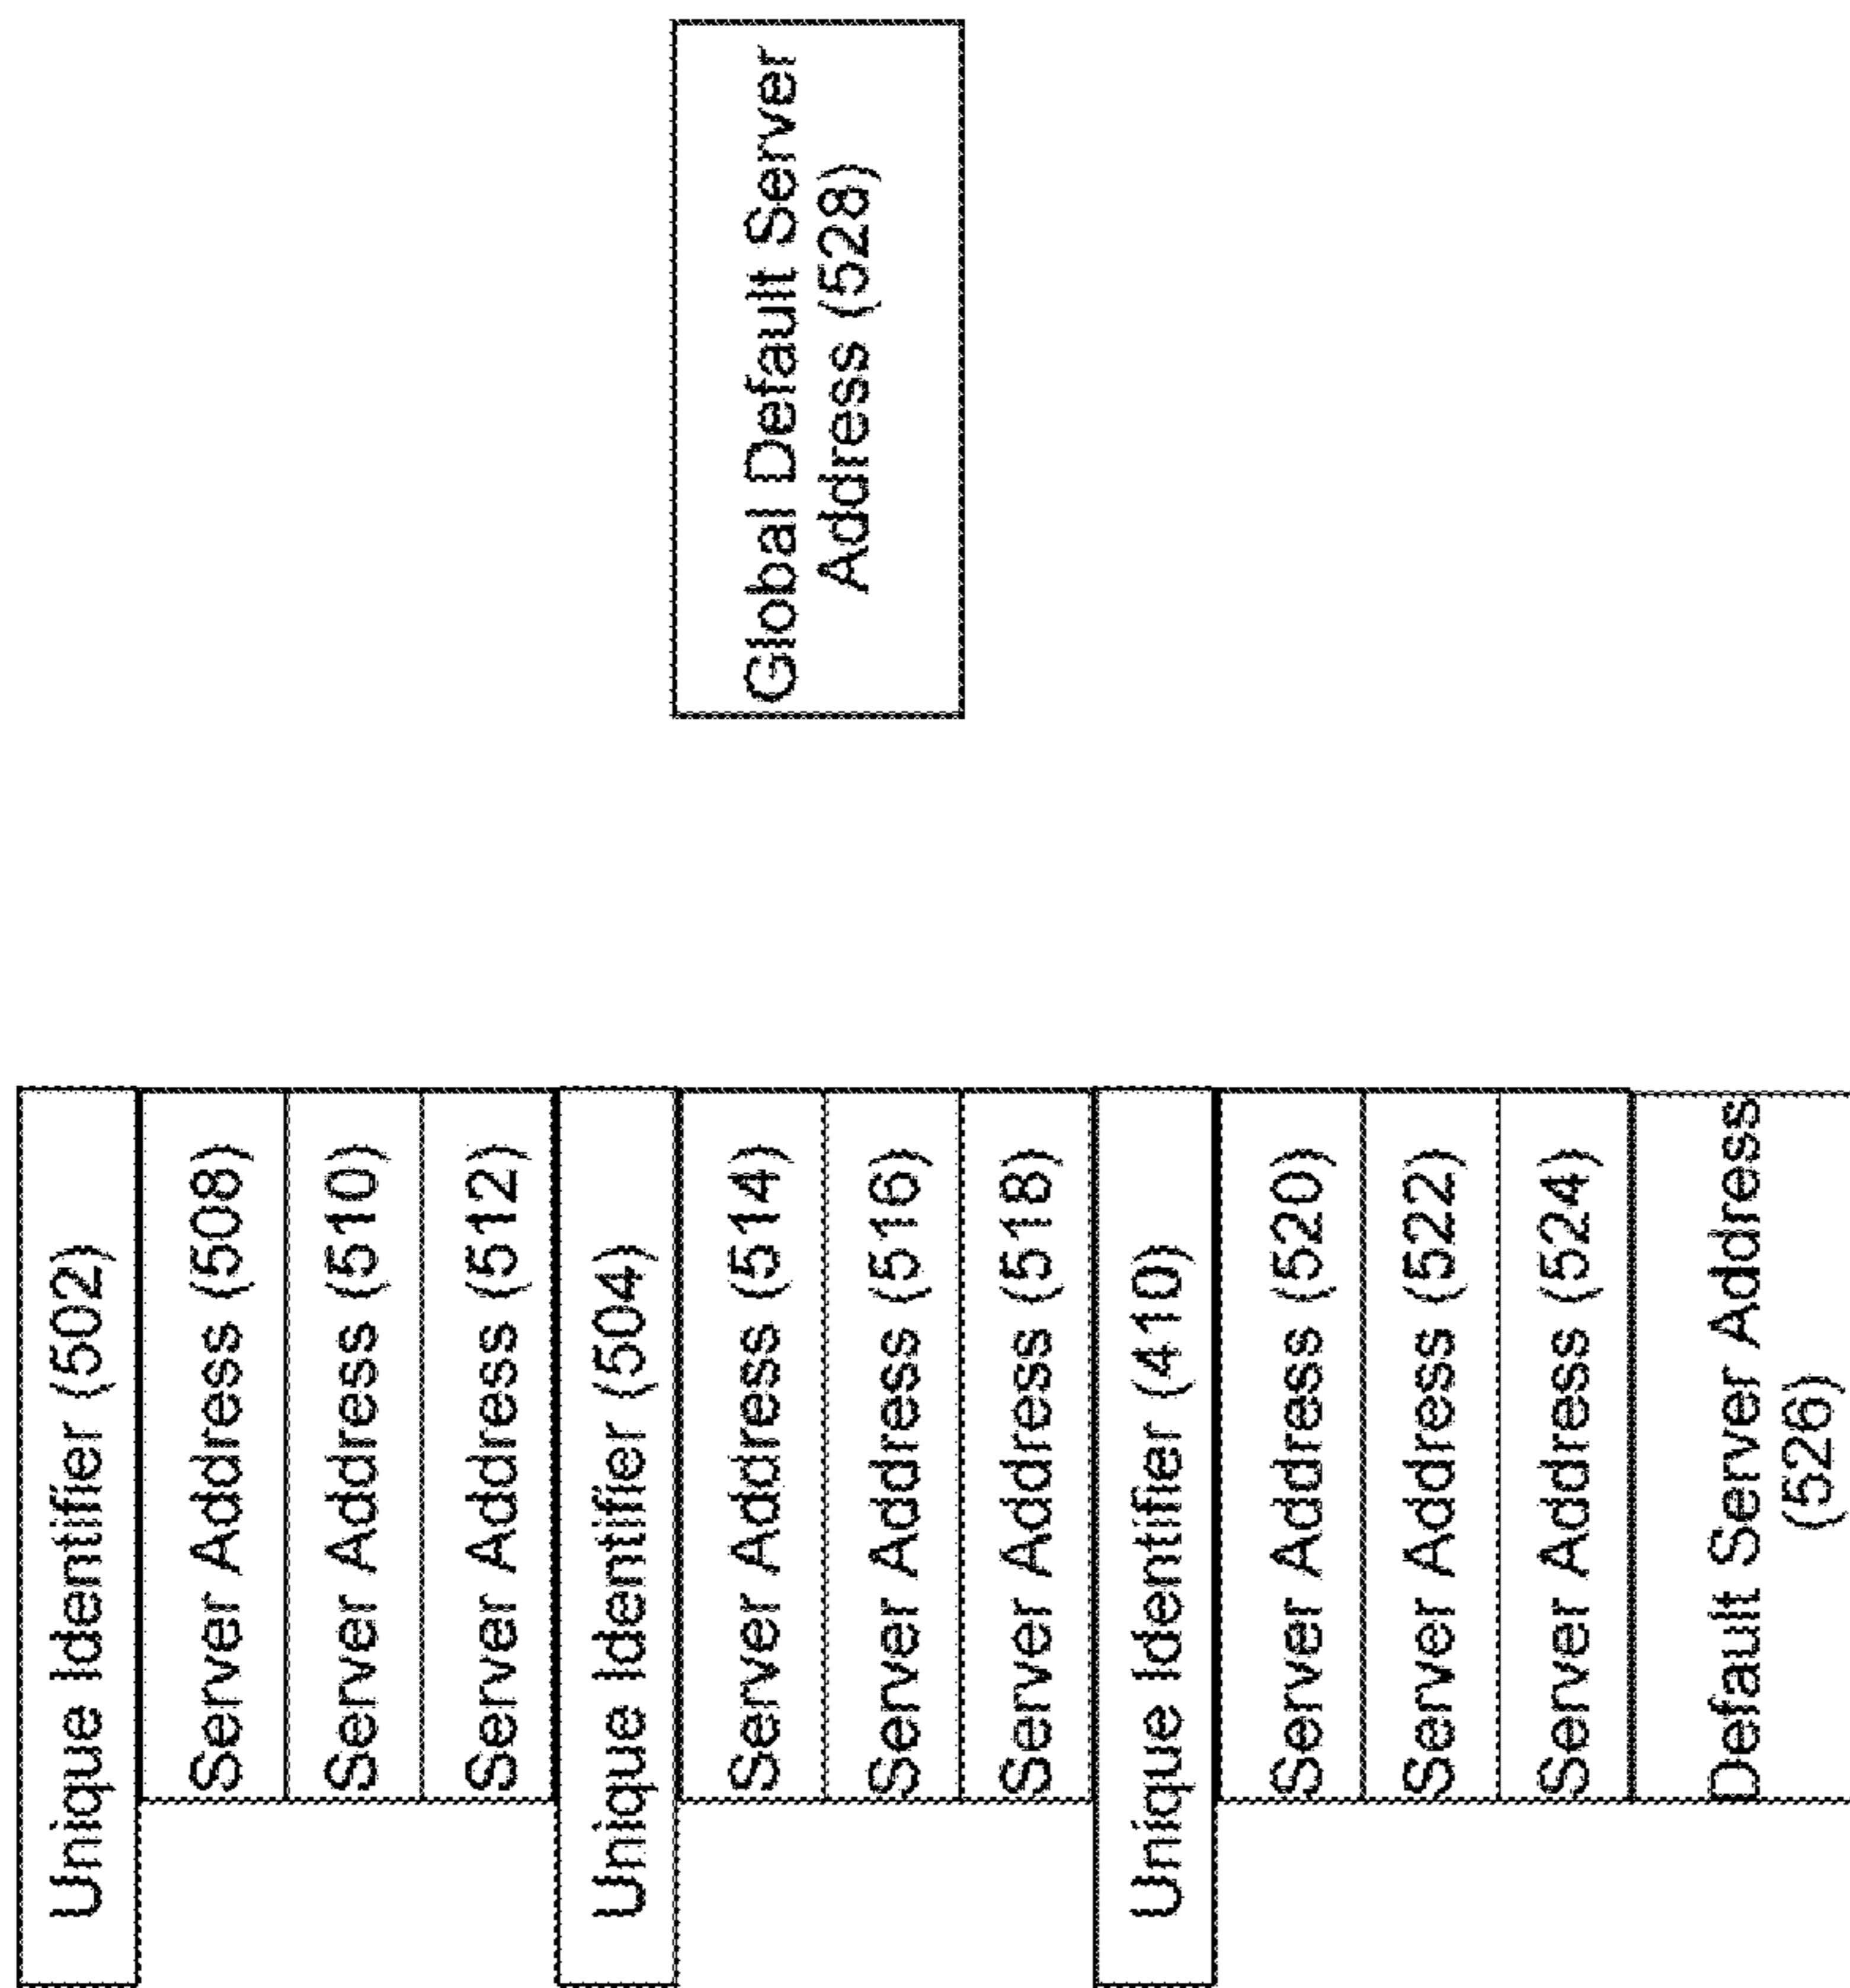 Unique Identifier (502)
Server Address (508)
Server Address (510)
Server Address (512)
Unique Identifier (504)
Server Address (514)
Server Address (516)
Server Address (518)
Unique Identifier (410)
Server Address (520)
Server Address (522)
Server Address (524)
Default Server Address
(526)
Global Default Server
Address (528)